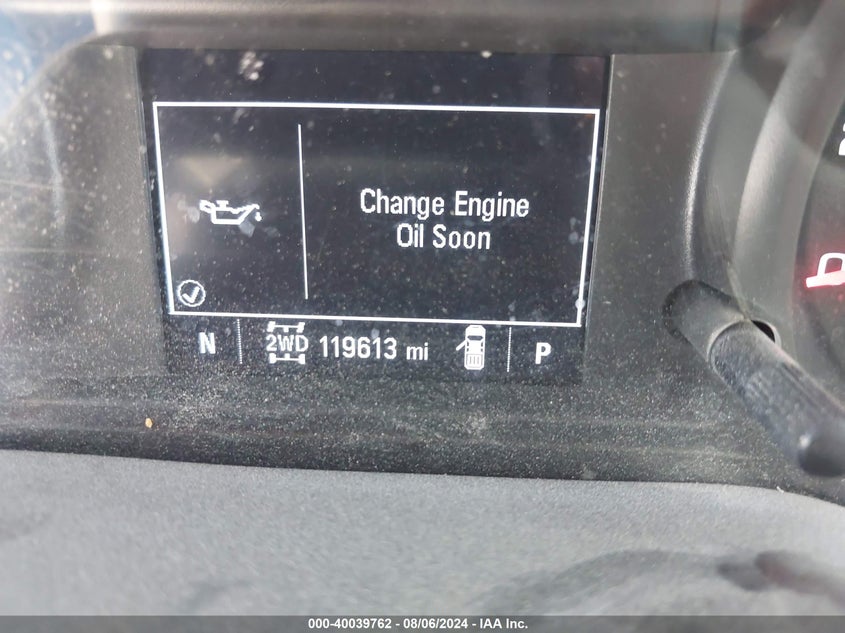 Change Engine
Oil Soon
N 2WD 119613 mi P
000-40039762 - 08/06/2024 - IAA Inc.